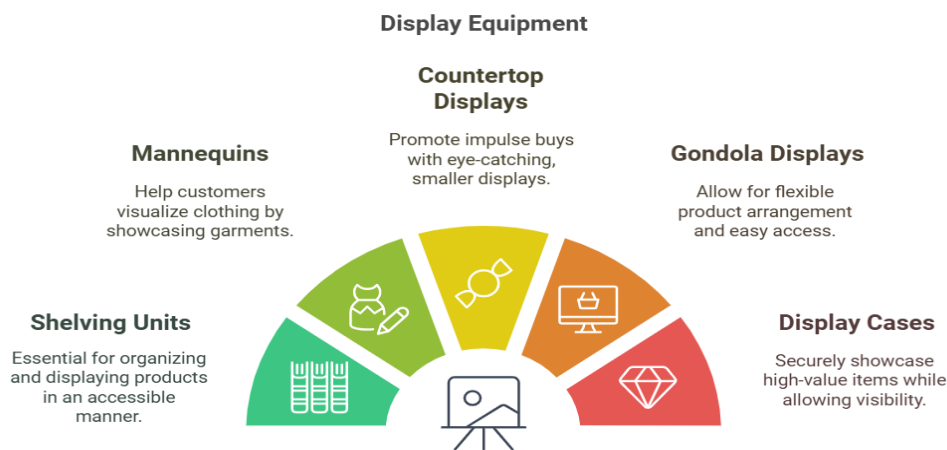 Display Equipment
Countertop
Displays
Promote impulse buys
with eye-catching,
smaller displays.
Mannequins
Help customers
visualize clothing by
showcasing garments.
Gondola Displays
Allow for flexible
product arrangement
and easy access.
Shelving Units
Essential for organizing
and displaying products
in an accessible
manner.
Display Cases
Securely showcase
high-value items while
allowing visibility.